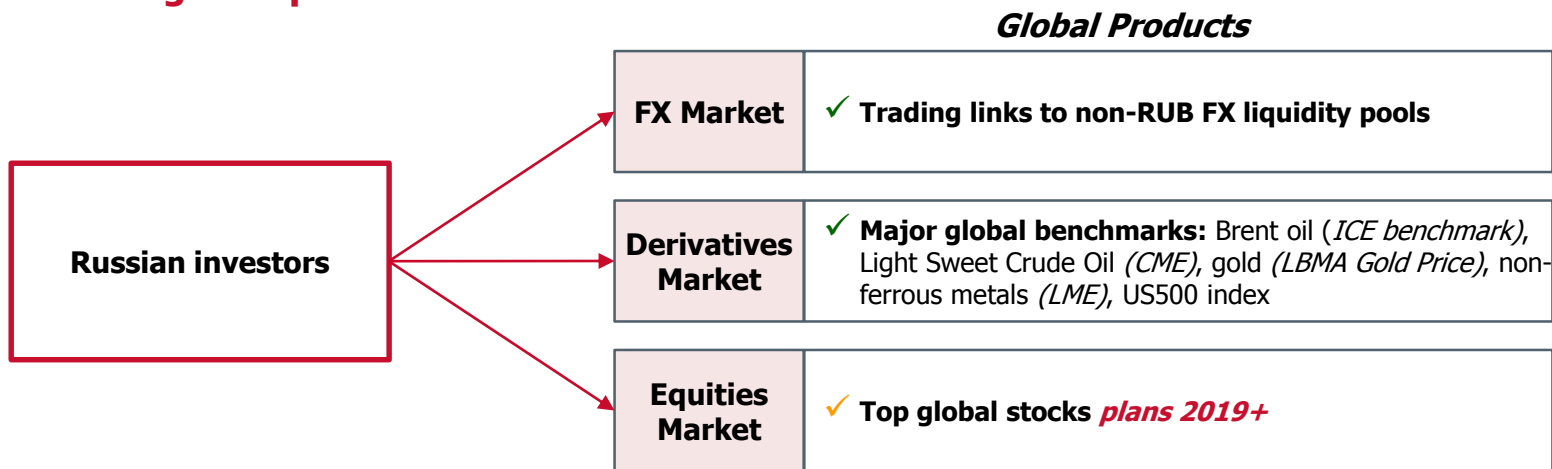 Global Products
FX Market
✓ Trading links to non-RUB FX liquidity pools
Russian investors
Derivatives
Market
✓ Major global benchmarks: Brent oil (ICE benchmark),
Light Sweet Crude Oil (CME), gold (LBMA Gold Price), non-
ferrous metals (LME), US500 index
Equities
Market
✓ Top global stocks plans 2019+